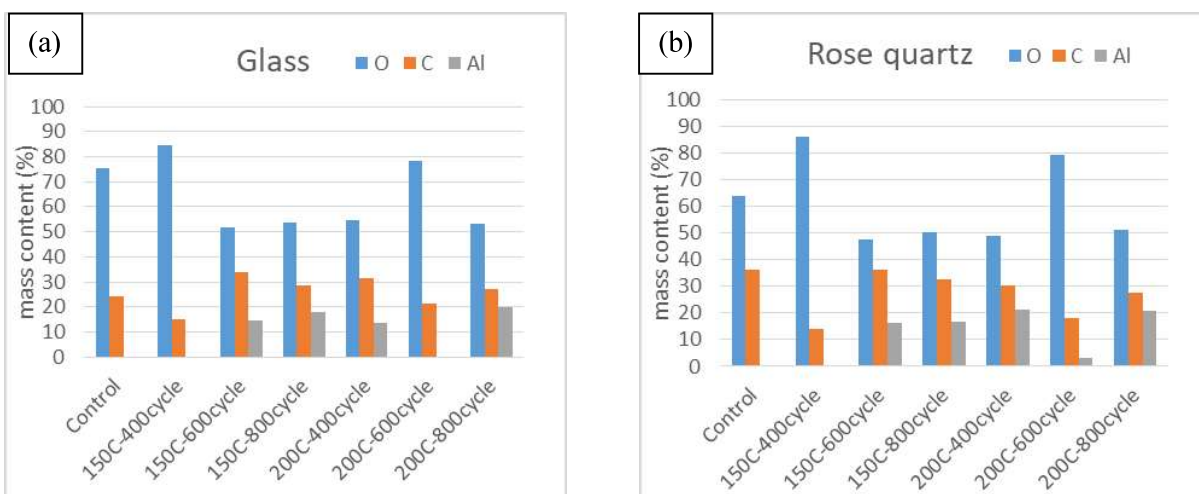 (a)
Glass
O C Al
mass content (%)
100
90
80
70
60
50
40
30
20
10
0
Control
150C-400cycle
150C-600cycle
150C-800cycle
200C-400cycle
200C-600cycle
200C-800cycle
(b)
Rose quartz
O C Al
mass content (%)
100
90
80
70
60
50
40
30
20
10
0
Control
150C-400cycle
150C-600cycle
150C-800cycle
200C-400cycle
200C-600cycle
200C-800cycle